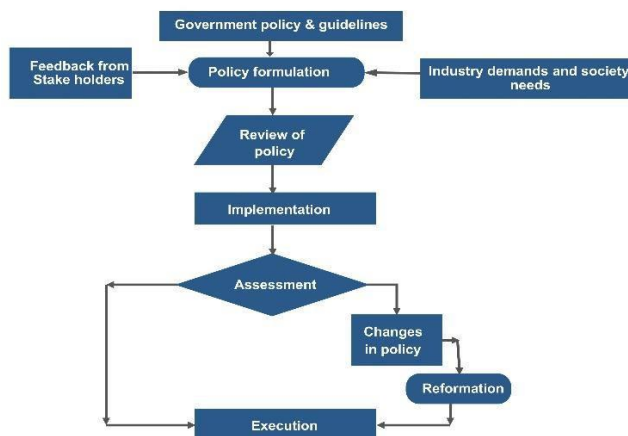 Government policy & guidelines
Feedback from
Stake holders
Policy formulation
Industry demands and society
needs
Review of
policy
Implementation
Assessment
Changes
in policy
Reformation
Execution